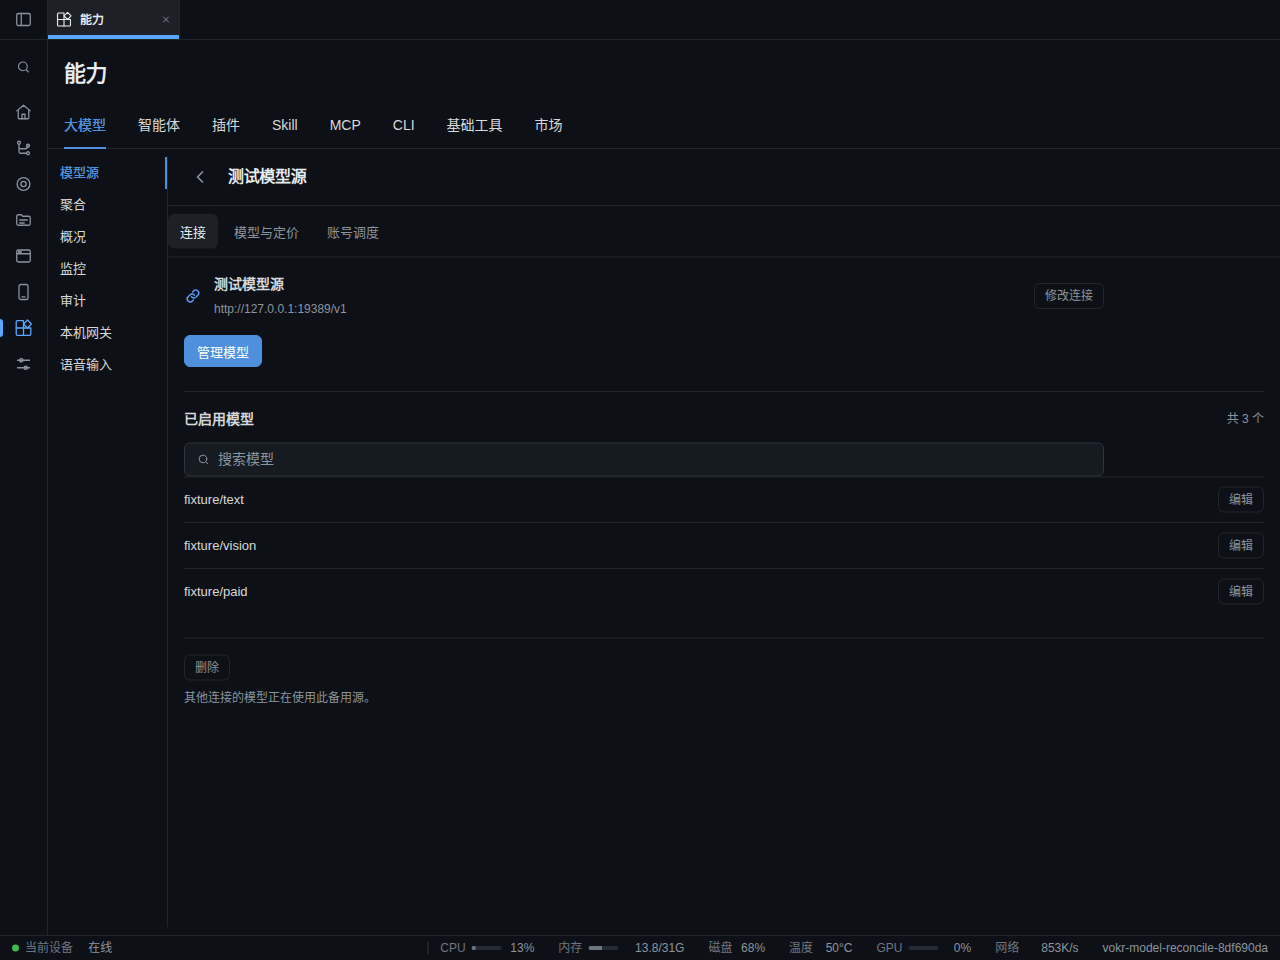 能力
能力
大模型 智能体 插件 Skill MCP CLI 基础工具 市场
模型源
聚合
概况
监控
审计
本机网关
语音输入
测试模型源
连接 模型与定价 账号调度
测试模型源
http://127.0.0.1:19389/v1
修改连接
管理模型
已启用模型 共 3 个
搜索模型
fixture/text 编辑
fixture/vision 编辑
fixture/paid 编辑
删除
其他连接的模型正在使用此备用源。
当前设备 在线 CPU 13% 内存 13.8/31G 磁盘 68% 温度 50°C GPU 0% 网络 853K/s vokr-model-reconcile-8df690da